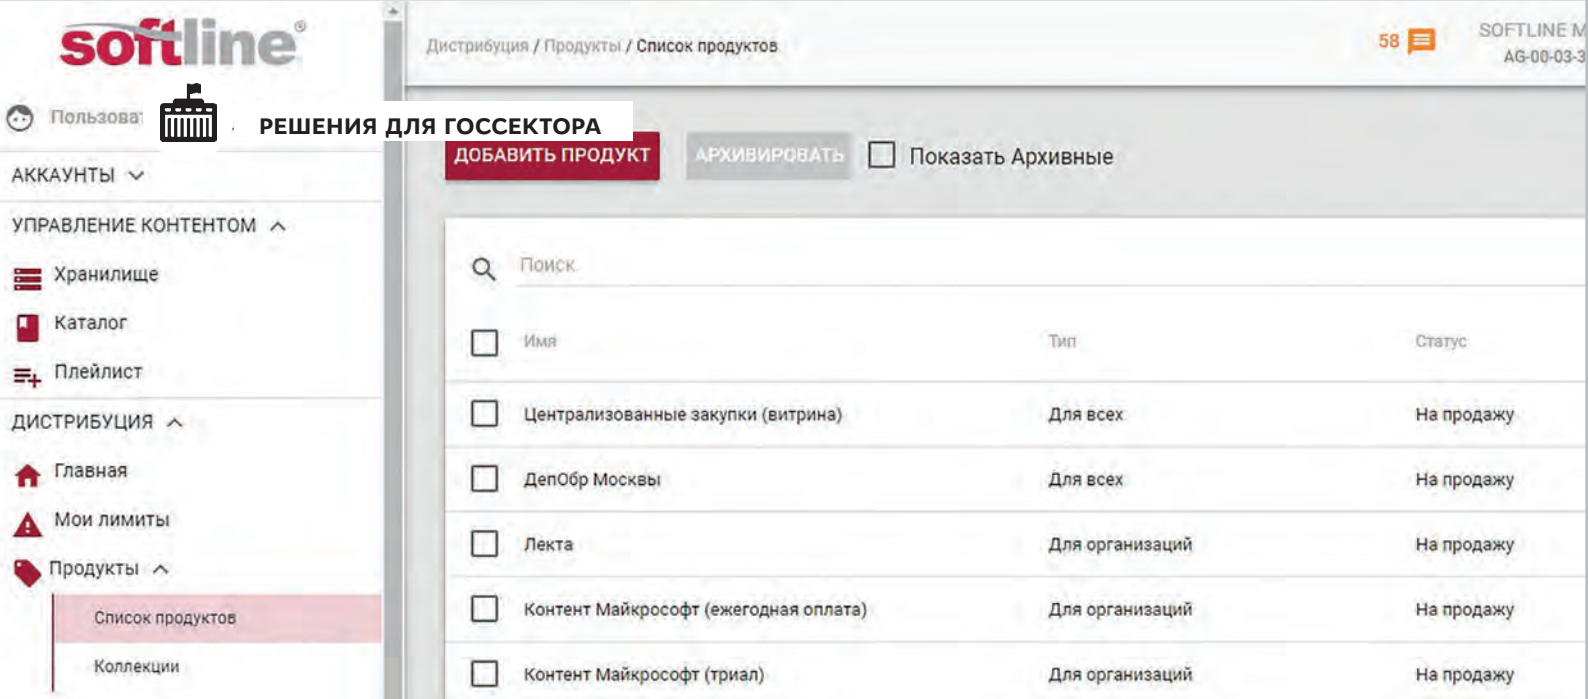 softline®
Дистрибуция / Продукты / Список продуктов
58
SOFTLINE M
AG-00-03-3
Пользоват
РЕШЕНИЯ ДЛЯ ГОССЕКТОРА
АККАУНТЫ
УПРАВЛЕНИЕ КОНТЕНТОМ
Хранилище
Каталог
Плейлист
ДИСТРИБУЦИЯ
Главная
Мои лимиты
Продукты
Список продуктов
Коллекции
ДОБАВИТЬ ПРОДУКТ
АРХИВИРОВАТЬ
Показать Архивные
Поиск
Имя Тип Статус
Централизованные закупки (витрина) Для всех На продажу
ДепОбр Москвы Для всех На продажу
Лекта Для организаций На продажу
Контент Майкрософт (ежегодная оплата) Для организаций На продажу
Контент Майкрософт (триал) Для организаций На продажу